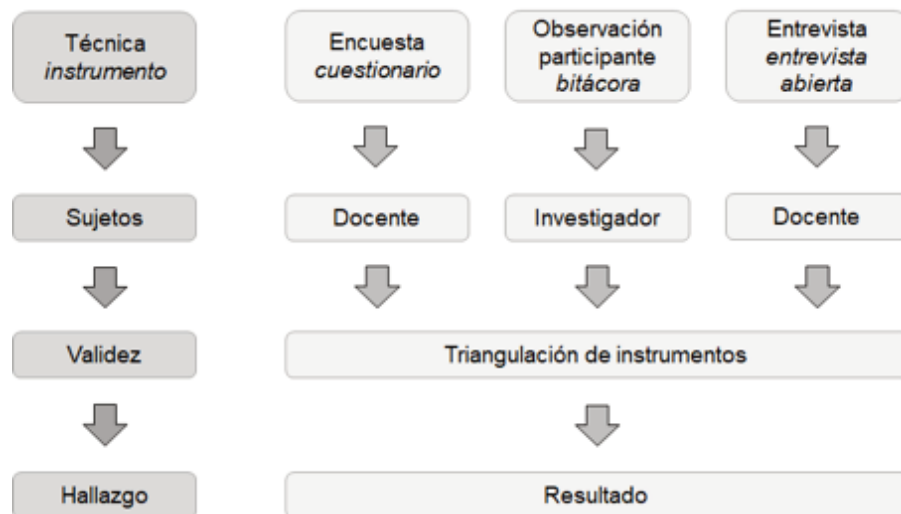 Técnica
instrumento
Encuesta
cuestionario
Observación
participante
bitácora
Entrevista
entrevista
abierta
Sujetos
Docente
Investigador
Docente
Validez
Triangulación de instrumentos
Hallazgo
Resultado